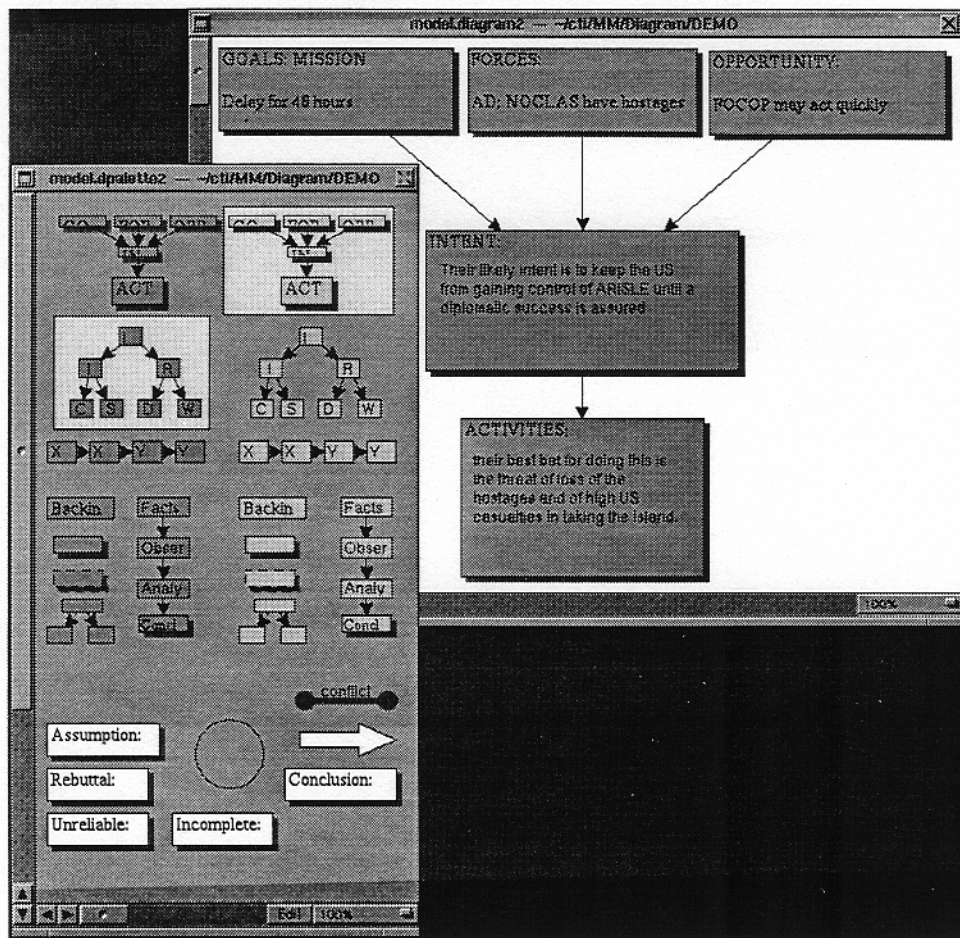 model.diagram2 — ~/cti/MM/Diagram/DEMO
GOALS: MISSION
Delay for 48 hours
FORCES:
AD: NOCLAS have hostages
OPPORTUNITY:
FOCOP may act quickly
INTENT:
Their likely intent is to keep the US
from gaining control of ARISLE until a
diplomatic success is assured
ACTIVITIES:
their best bet for doing this is
the threat of loss of the
hostages and of high US
casualties in taking the island.
100%
model.dpalette2 — ~/cti/MM/Diagram/DEMO
ACT
ACT
I
I R
C S D W
I
I R
C S D W
X X Y Y
X X Y Y
Backin Facts
Obser
Analy
Concl
Backin Facts
Obser
Analy
Concl
conflict
Assumption:
Rebuttal:
Conclusion:
Unreliable:
Incomplete:
Edit 100%